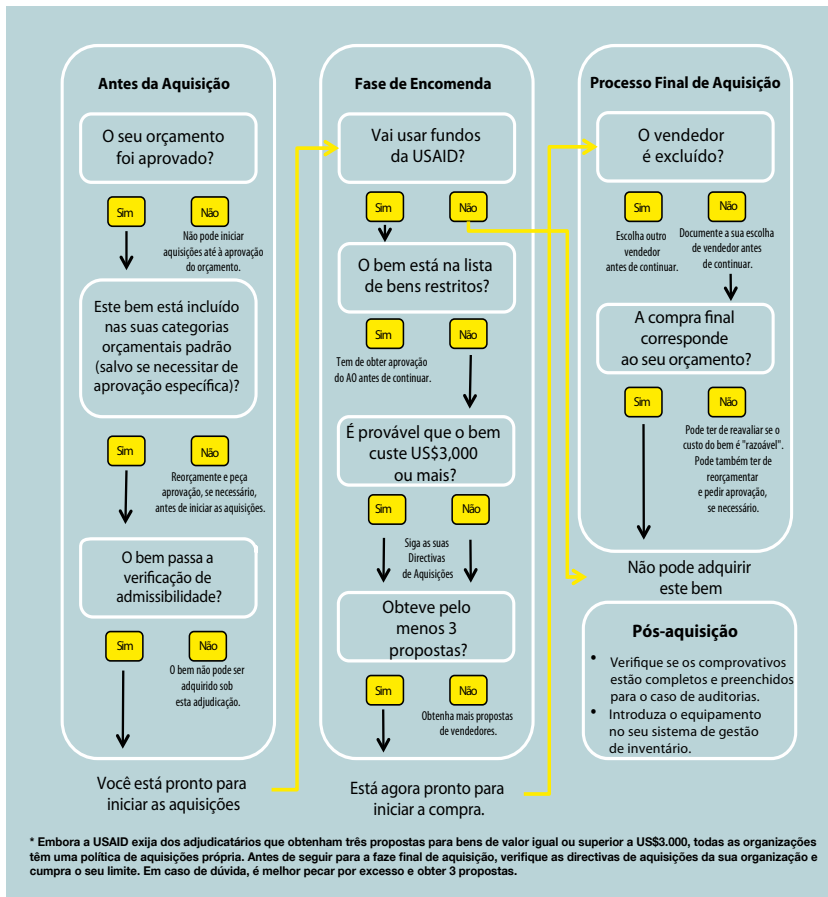 Antes da Aquisição
O seu orçamento
foi aprovado?
Sim
Não
Não pode iniciar
aquisições até à aprovação
do orçamento.
Este bem está incluído
nas suas categorias
orçamentais padrão
(salvo se necessitar de
aprovação específica)?
Sim
Não
Reorçamente e peça
aprovação, se necessário,
antes de iniciar as aquisições.
O bem passa a
verificação de
admissibilidade?
Sim
Não
O bem não pode ser
adquirido sob
esta adjudicação.
Você está pronto para
iniciar as aquisições
Fase de Encomenda
Vai usar fundos
da USAID?
Sim
Não
O bem está na lista
de bens restritos?
Sim
Não
Tem de obter aprovação
do AO antes de continuar.
É provável que o bem
custe US$3,000
ou mais?
Sim
Não
Siga as suas
Directivas
de Aquisições
Obteve pelo
menos 3
propostas?
Sim
Não
Obtenha mais propostas
de vendedores.
Está agora pronto para
iniciar a compra.
Processo Final de Aquisição
O vendedor
é excluído?
Sim
Não
Escolha outro
vendedor
antes de continuar.
Documente a sua escolha
de vendedor antes
de continuar.
A compra final
corresponde
ao seu orçamento?
Sim
Não
Pode ter de reavaliar se o
custo do bem é "razoável".
Pode também ter de
reorçamentar
e pedir aprovação,
se necessário.
Não pode adquirir
este bem
Pós-aquisição
• Verifique se os comprovativos
estão completos e preenchidos
para o caso de auditorias.
• Introduza o equipamento
no seu sistema de gestão
de inventário.
* Embora a USAID exija dos adjudicatários que obtenham três propostas para bens de valor igual ou superior a US$3.000, todas as organizações
têm uma política de aquisições própria. Antes de seguir para a faze final de aquisição, verifique as directivas de aquisições da sua organização e
cumpra o seu limite. Em caso de dúvida, é melhor pecar por excesso e obter 3 propostas.